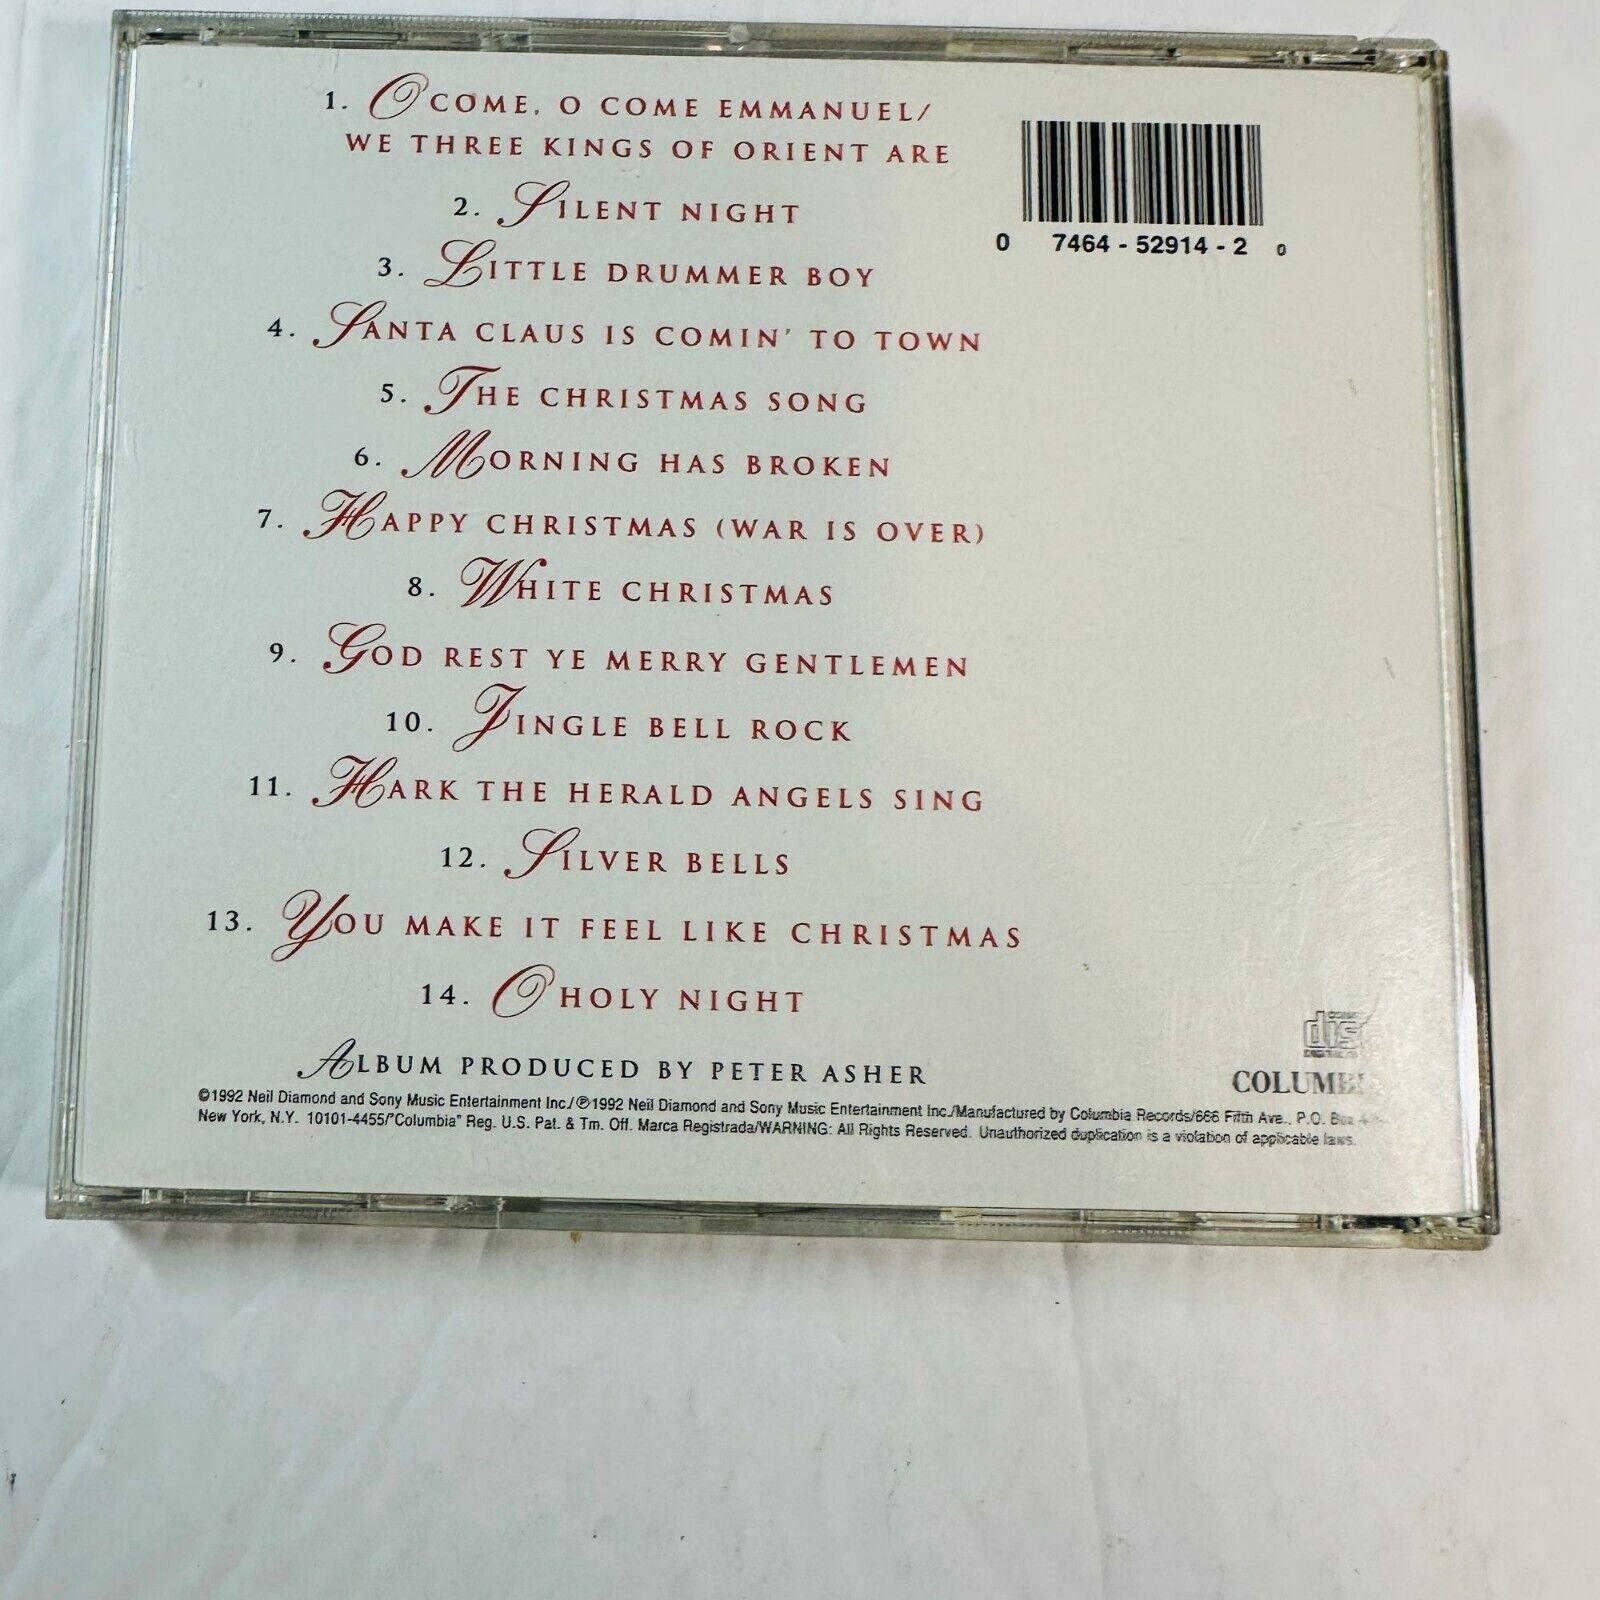 1. O COME, O COME EMMANUEL/
WE THREE KINGS OF ORIENT ARE
2. SILENT NIGHT
3. LITTLE DRUMMER BOY
4. SANTA CLAUS IS COMIN' TO TOWN
5. THE CHRISTMAS SONG
6. MORNING HAS BROKEN
7. HAPPY CHRISTMAS (WAR IS OVER)
8. WHITE CHRISTMAS
9. GOD REST YE MERRY GENTLEMEN
10. JINGLE BELL ROCK
11. HARK THE HERALD ANGELS SING
12. SILVER BELLS
13. YOU MAKE IT FEEL LIKE CHRISTMAS
14. O HOLY NIGHT
ALBUM PRODUCED BY PETER ASHER
©1992 Neil Diamond and Sony Music Entertainment Inc./℗1992 Neil Diamond and Sony Music Entertainment Inc./Manufactured by Columbia Records/666 Fifth Ave., P.O. Box
New York, N.Y. 10101-4455/"Columbia" Reg. U.S. Pat. & Tm. Off. Marca Registrada/WARNING: All Rights Reserved. Unauthorized duplication is a violation of applicable laws.
0 7464 - 52914 - 2 0
COLUMBI